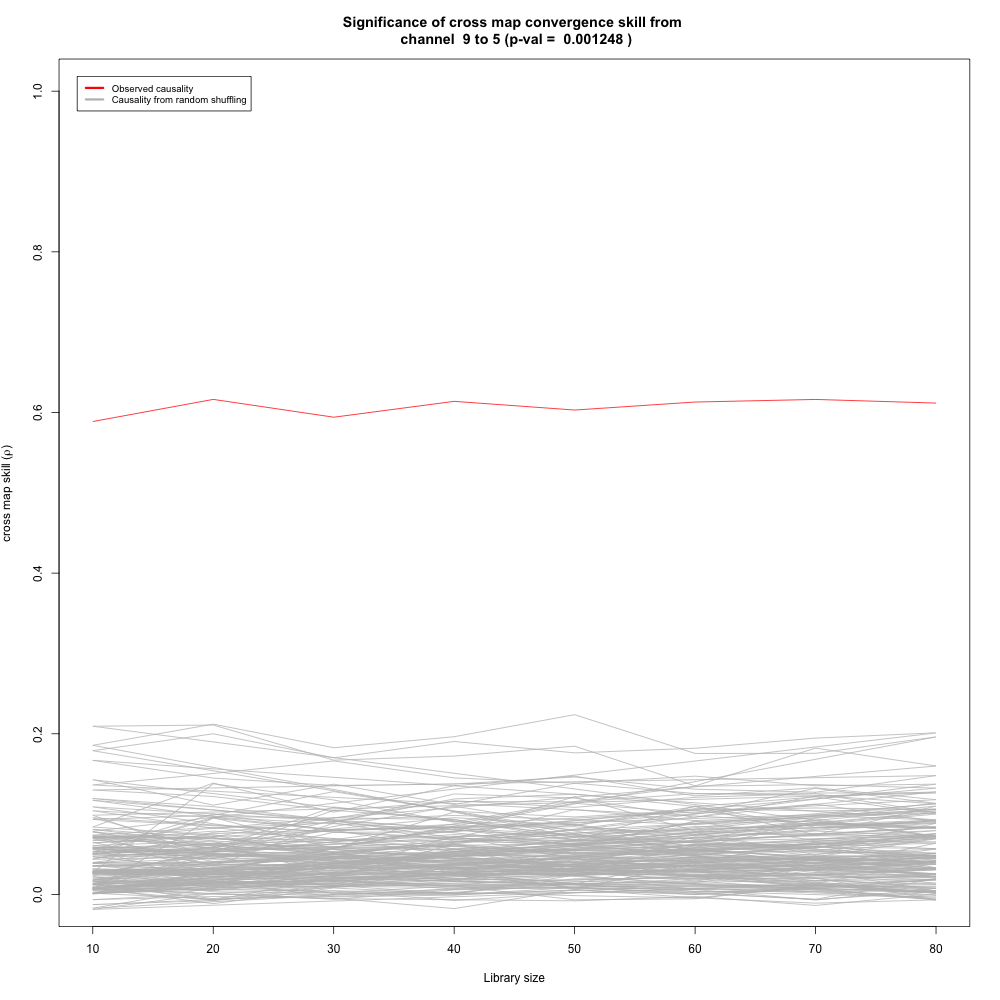 Significance of cross map convergence skill from
channel  9 to 5 (p-val =  0.001248 )
Observed causality
Causality from random shuffling
cross map skill (ρ)
1.0
0.8
0.6
0.4
0.2
0.0
10 20 30 40 50 60 70 80
Library size